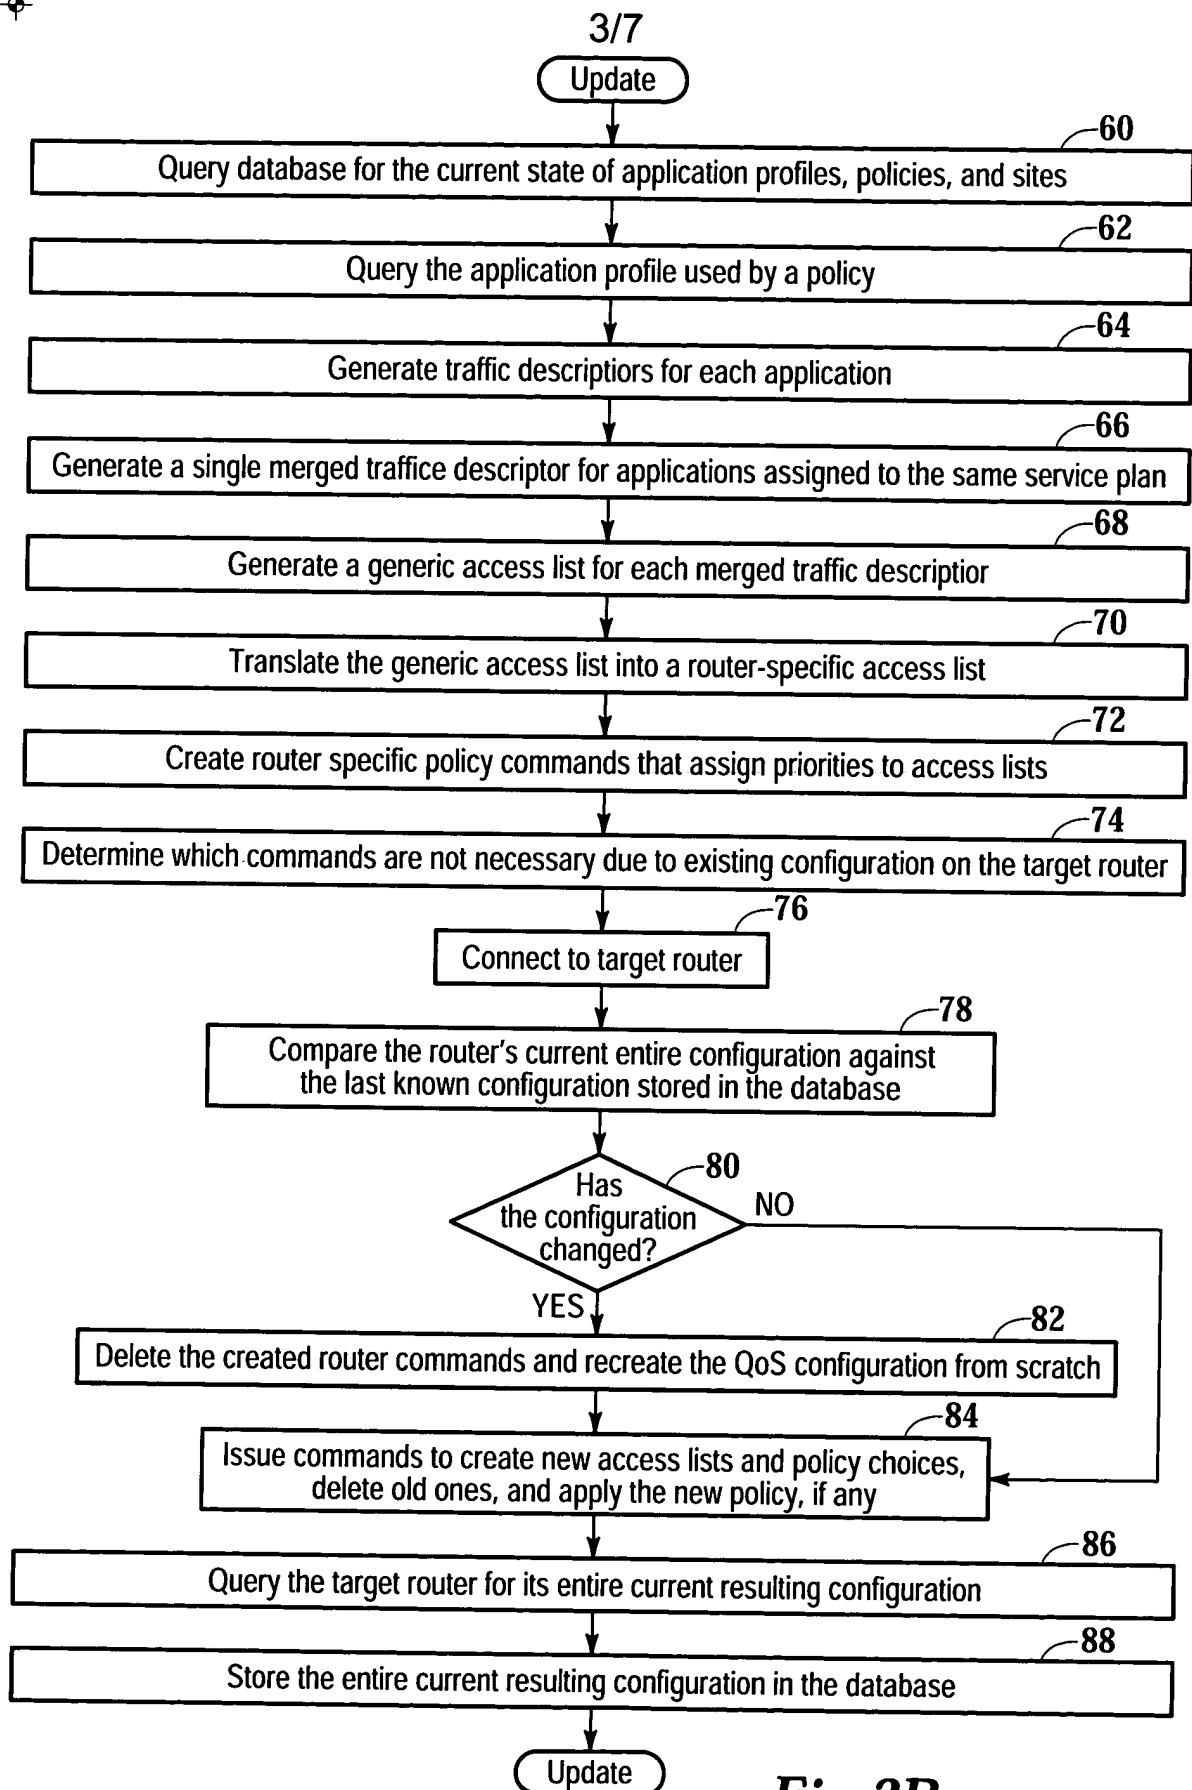 3/7
Update
60
Query database for the current state of application profiles, policies, and sites
62
Query the application profile used by a policy
64
Generate traffic descriptiors for each application
66
Generate a single merged traffice descriptor for applications assigned to the same service plan
68
Generate a generic access list for each merged traffic descriptior
70
Translate the generic access list into a router-specific access list
72
Create router specific policy commands that assign priorities to access lists
74
Determine which commands are not necessary due to existing configuration on the target router
76
Connect to target router
78
Compare the router's current entire configuration against
the last known configuration stored in the database
80
Has
the configuration
changed?
NO
YES
82
Delete the created router commands and recreate the QoS configuration from scratch
84
Issue commands to create new access lists and policy choices,
delete old ones, and apply the new policy, if any
86
Query the target router for its entire current resulting configuration
88
Store the entire current resulting configuration in the database
Update